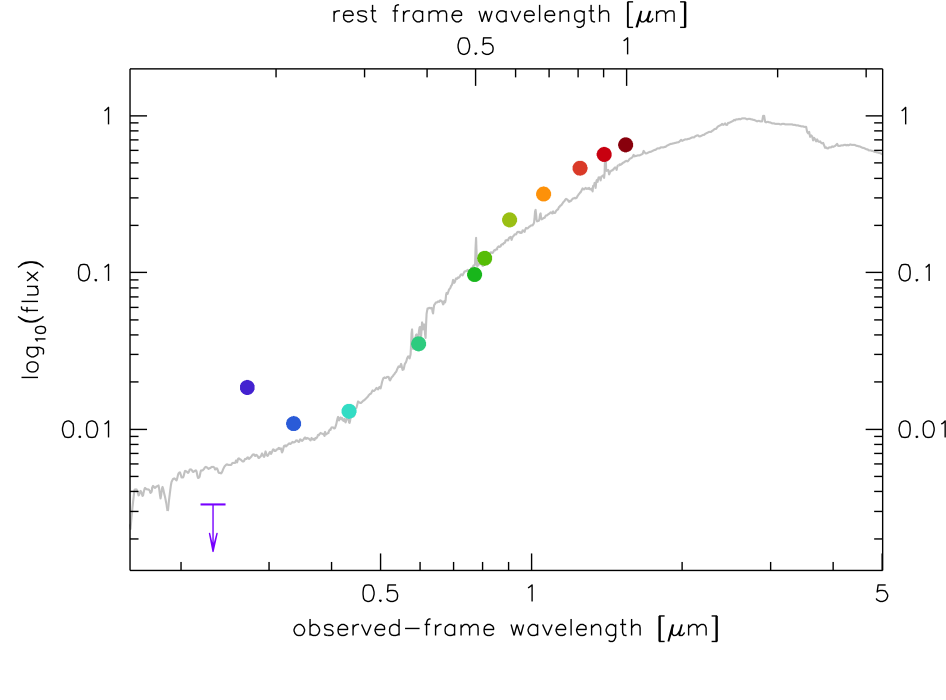 rest frame wavelength [μm]
0.5 1
1 1
0.1 0.1
0.01 0.01
log10(flux)
0.5 1 5
observed-frame wavelength [μm]